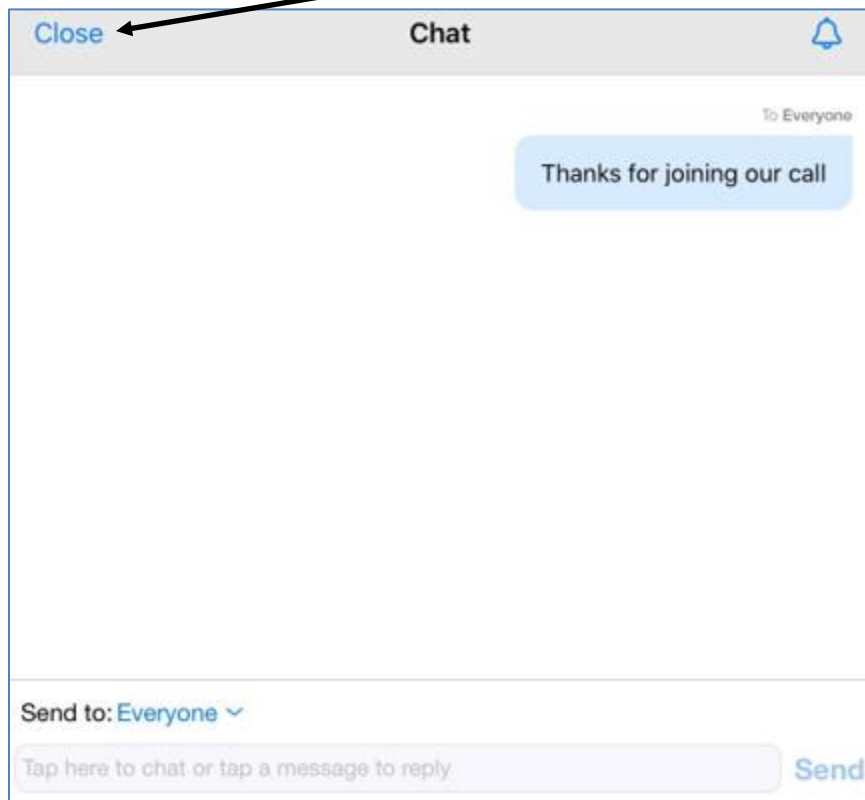 Close Chat
To Everyone
Thanks for joining our call
Send to: Everyone
Tap here to chat or tap a message to reply Send